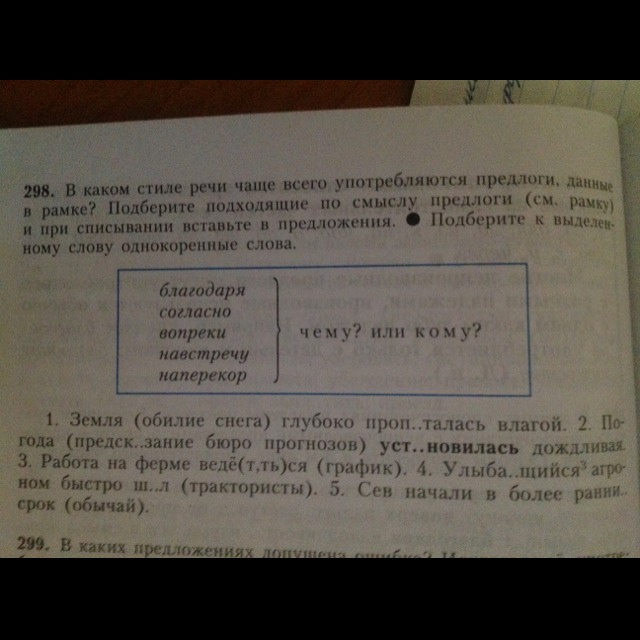 298. В каком стиле речи чаще всего употребляются предлоги, данные
в рамке? Подберите подходящие по смыслу предлоги (см. рамку)
и при списывании вставьте в предложения. ● Подберите к выделен-
ному слову однокоренные слова.
благодаря
согласно
вопреки
навстречу
наперекор
чему? или кому?
1. Земля (обилие снега) глубоко проп..талась влагой. 2. По-
года (предск..зание бюро прогнозов) уст..новилась дождливая.
3. Работа на ферме ведё(т,ть)ся (график). 4. Улыба..щийся³ агро-
ном быстро ш..л (трактористы). 5. Сев начали в более ранни..
срок (обычай).
299. В каких предложениях допущена ошибка?